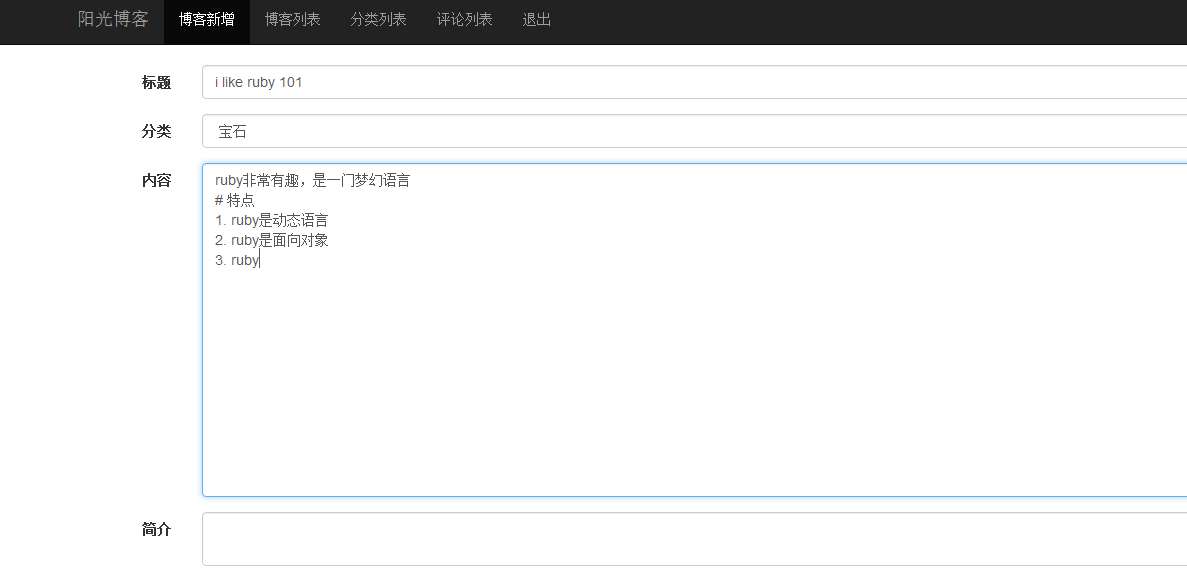 阳光博客 博客新增 博客列表 分类列表 评论列表 退出
标题 i like ruby 101
分类 宝石
内容 ruby非常有趣，是一门梦幻语言
# 特点
1. ruby是动态语言
2. ruby是面向对象
3. ruby
简介